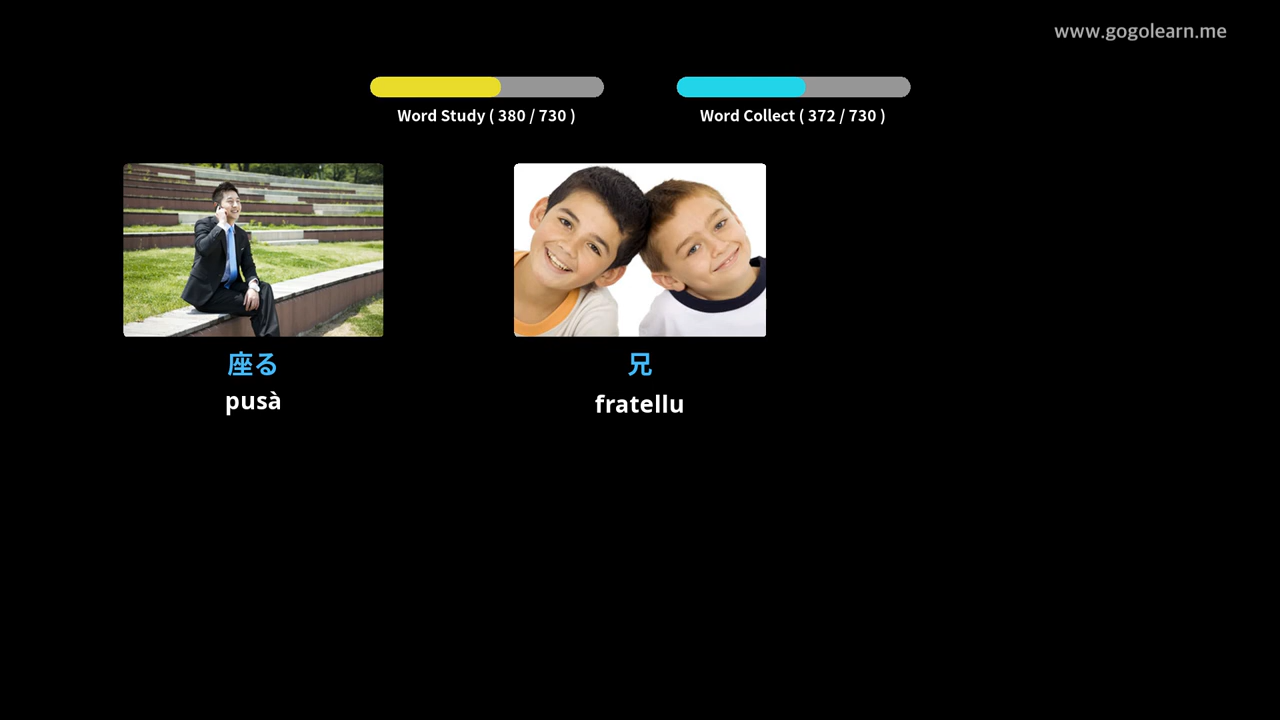 www.gogolearn.me
Word Study ( 380 / 730 )
Word Collect ( 372 / 730 )
座る
pusà
兄
fratellu